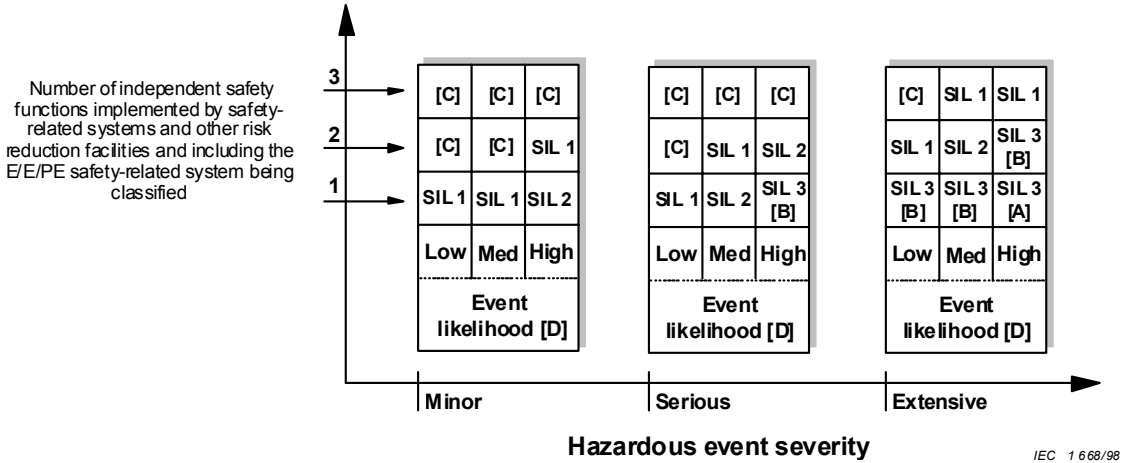 Number of independent safety
functions implemented by safety-
related systems and other risk
reduction facilities and including the
E/E/PE safety-related system being
classified
3
2
1
[C] [C] [C]
[C] [C] SIL 1
SIL 1 SIL 1 SIL 2
Low Med High
Event
likelihood [D]
[C] [C] [C]
[C] SIL 1 SIL 2
SIL 1 SIL 2 SIL 3
[B]
Low Med High
Event
likelihood [D]
[C] SIL 1 SIL 1
SIL 1 SIL 2 SIL 3
[B]
SIL 3 SIL 3 SIL 3
[B] [B] [A]
Low Med High
Event
likelihood [D]
Minor Serious Extensive
Hazardous event severity
IEC 1 668/98